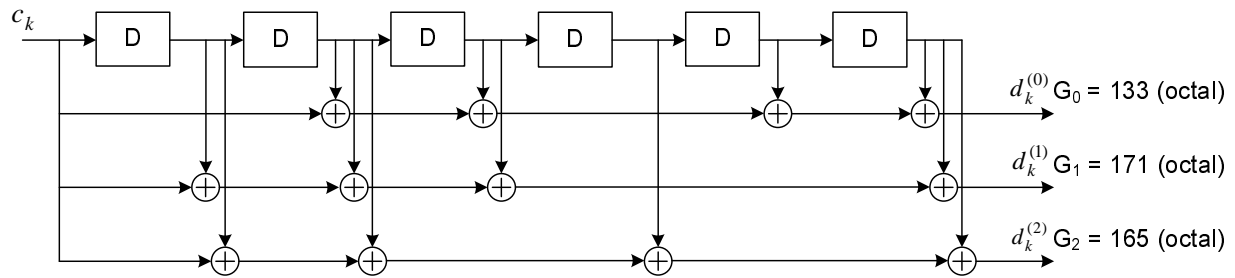 c_k
D D D D D D
d_k^{(0)} G_0 = 133 (octal)
d_k^{(1)} G_1 = 171 (octal)
d_k^{(2)} G_2 = 165 (octal)